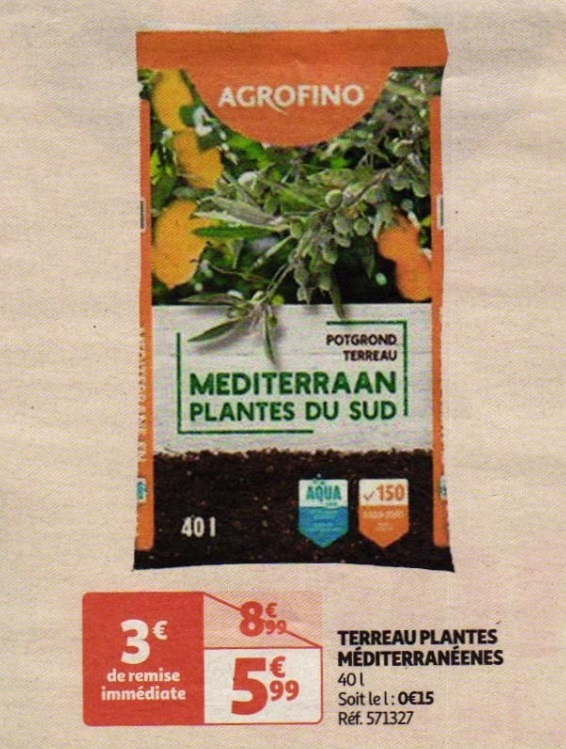 AGROFINO
POTGROND
TERREAU
MEDITERRAAN
PLANTES DU SUD
AQUA
150
40 l
3€
de remise
immédiate
8€99
5€99
TERREAU PLANTES
MÉDITERRANÉENES
40 l
Soit le l : 0€15
Réf. 571327